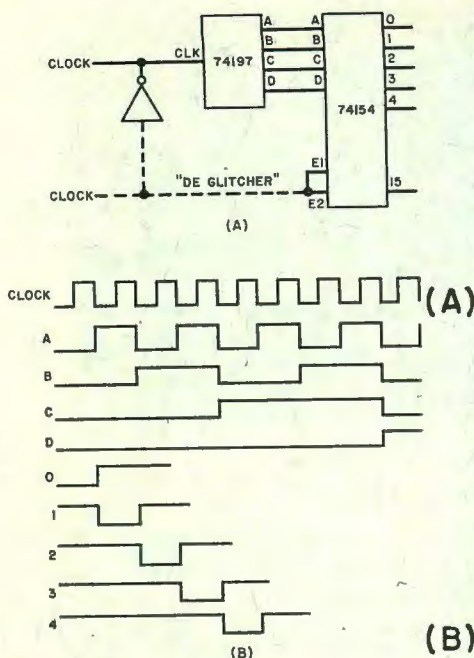 A A 0
B B 1
CLOCK CLK 74197 C C 2
D D 3
74154 4
E1
CLOCK "DE GLITCHER" 15
E2
(A)
CLOCK (A)
A
B
C
D
0
1
2
3
4
(B) (B)